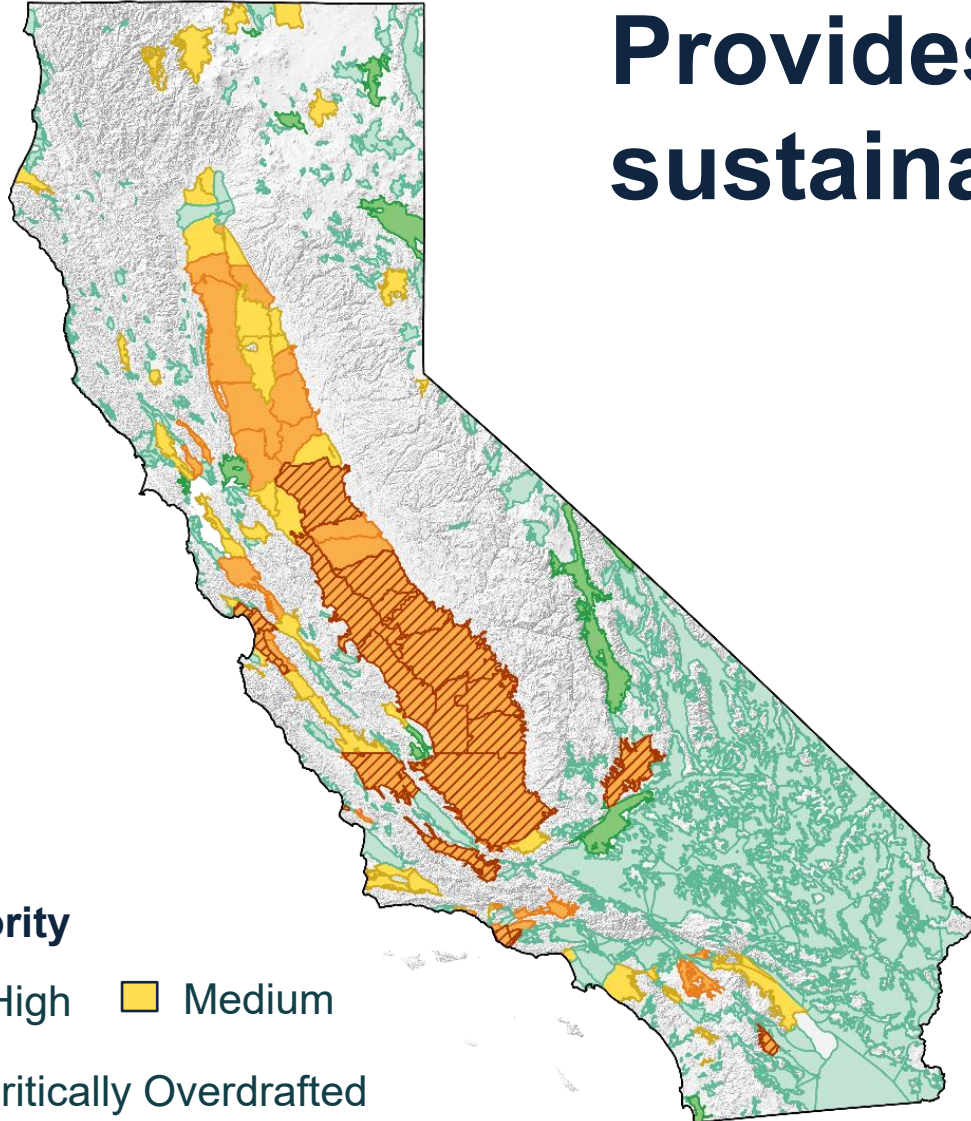 Provides
sustaina
ority
High Medium
ritically Overdrafted